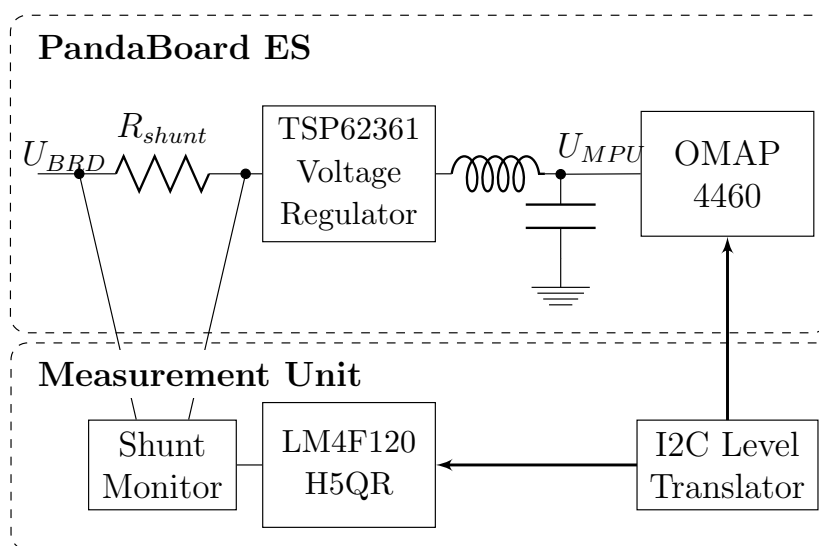 PandaBoard ES
U_BRD
R_shunt
TSP62361
Voltage
Regulator
U_MPU
OMAP
4460
Measurement Unit
Shunt
Monitor
LM4F120
H5QR
I2C Level
Translator